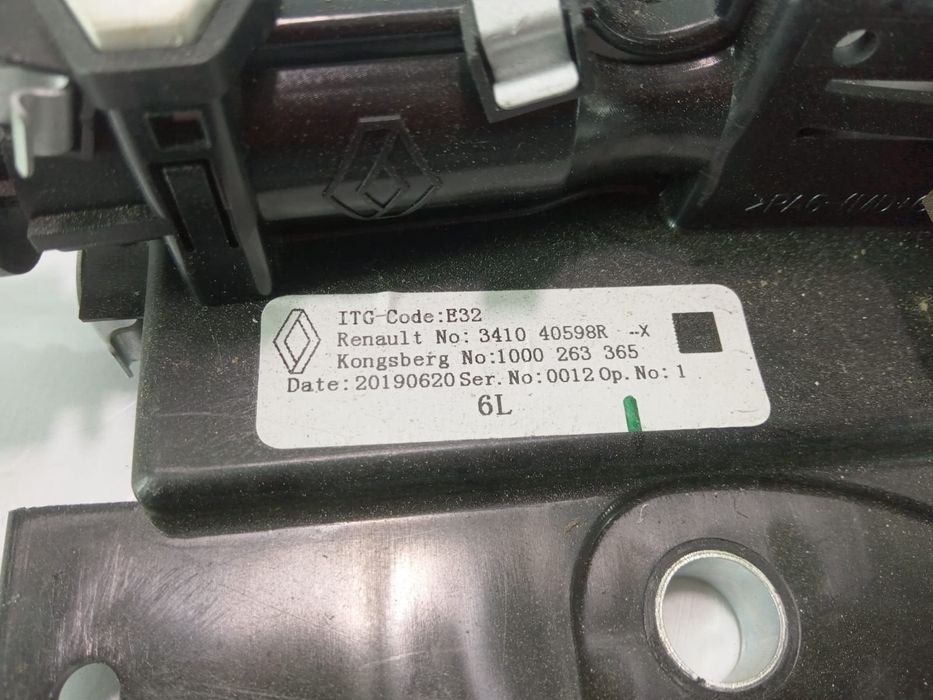 ITG-Code:E32
Renault No: 3410 40598R --X
Kongsberg No:1000 263 365
Date:20190620 Ser. No:0012 Op. No: 1
6L